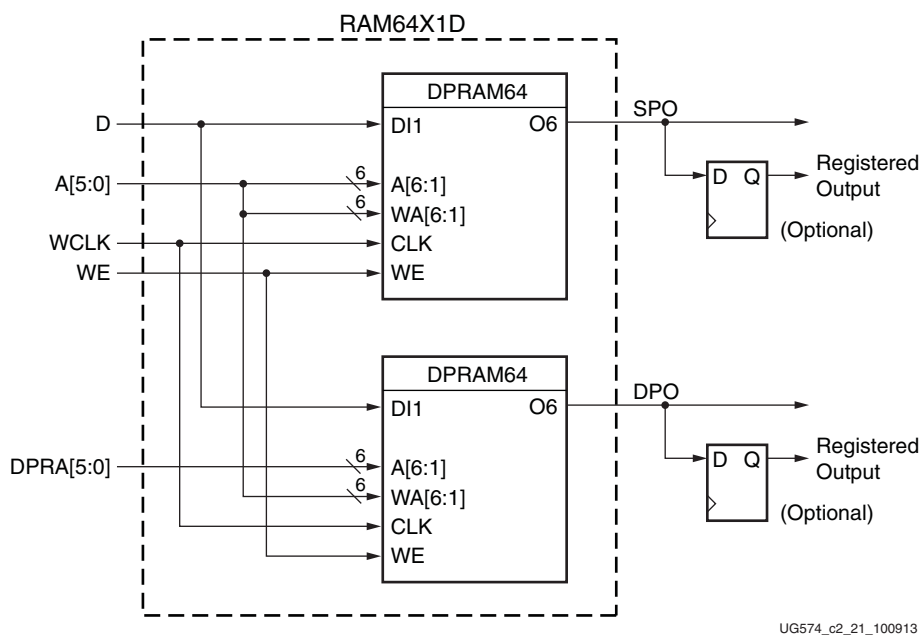 RAM64X1D
DPRAM64
D
DI1
O6
SPO
A[5:0]
6
A[6:1]
6
WA[6:1]
WCLK
CLK
WE
WE
D Q
Registered
Output
(Optional)
DPRAM64
DI1
O6
DPO
DPRA[5:0]
6
A[6:1]
6
WA[6:1]
CLK
WE
D Q
Registered
Output
(Optional)
UG574_c2_21_100913